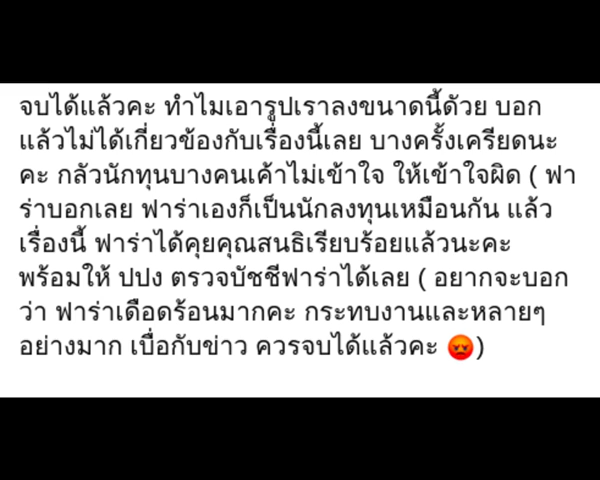 จบได้แล้วคะ ทำไมเอารูปเราลงขนาดนี้ด้วย บอก
แล้วไม่ได้เกี่ยวข้องกับเรื่องนี้เลย บางครั้งเครียดนะ
คะ กลัวนักทุนบางคนเค้าไม่เข้าใจ ให้เข้าใจผิด ( ฟา
ร่าบอกเลย ฟาร่าเองก็เป็นนักลงทุนเหมือนกัน แล้ว
เรื่องนี้ ฟาร่าได้คุยคุณสนธิเรียบร้อยแล้วนะคะ
พร้อมให้ ปปง ตรวจบัชชีฟาร่าได้เลย ( อยากจะบอก
ว่า ฟาร่าเดือดร้อนมากคะ กระทบงานและหลายๆ
อย่างมาก เบื่อกับข่าว ควรจบได้แล้วคะ 😡)